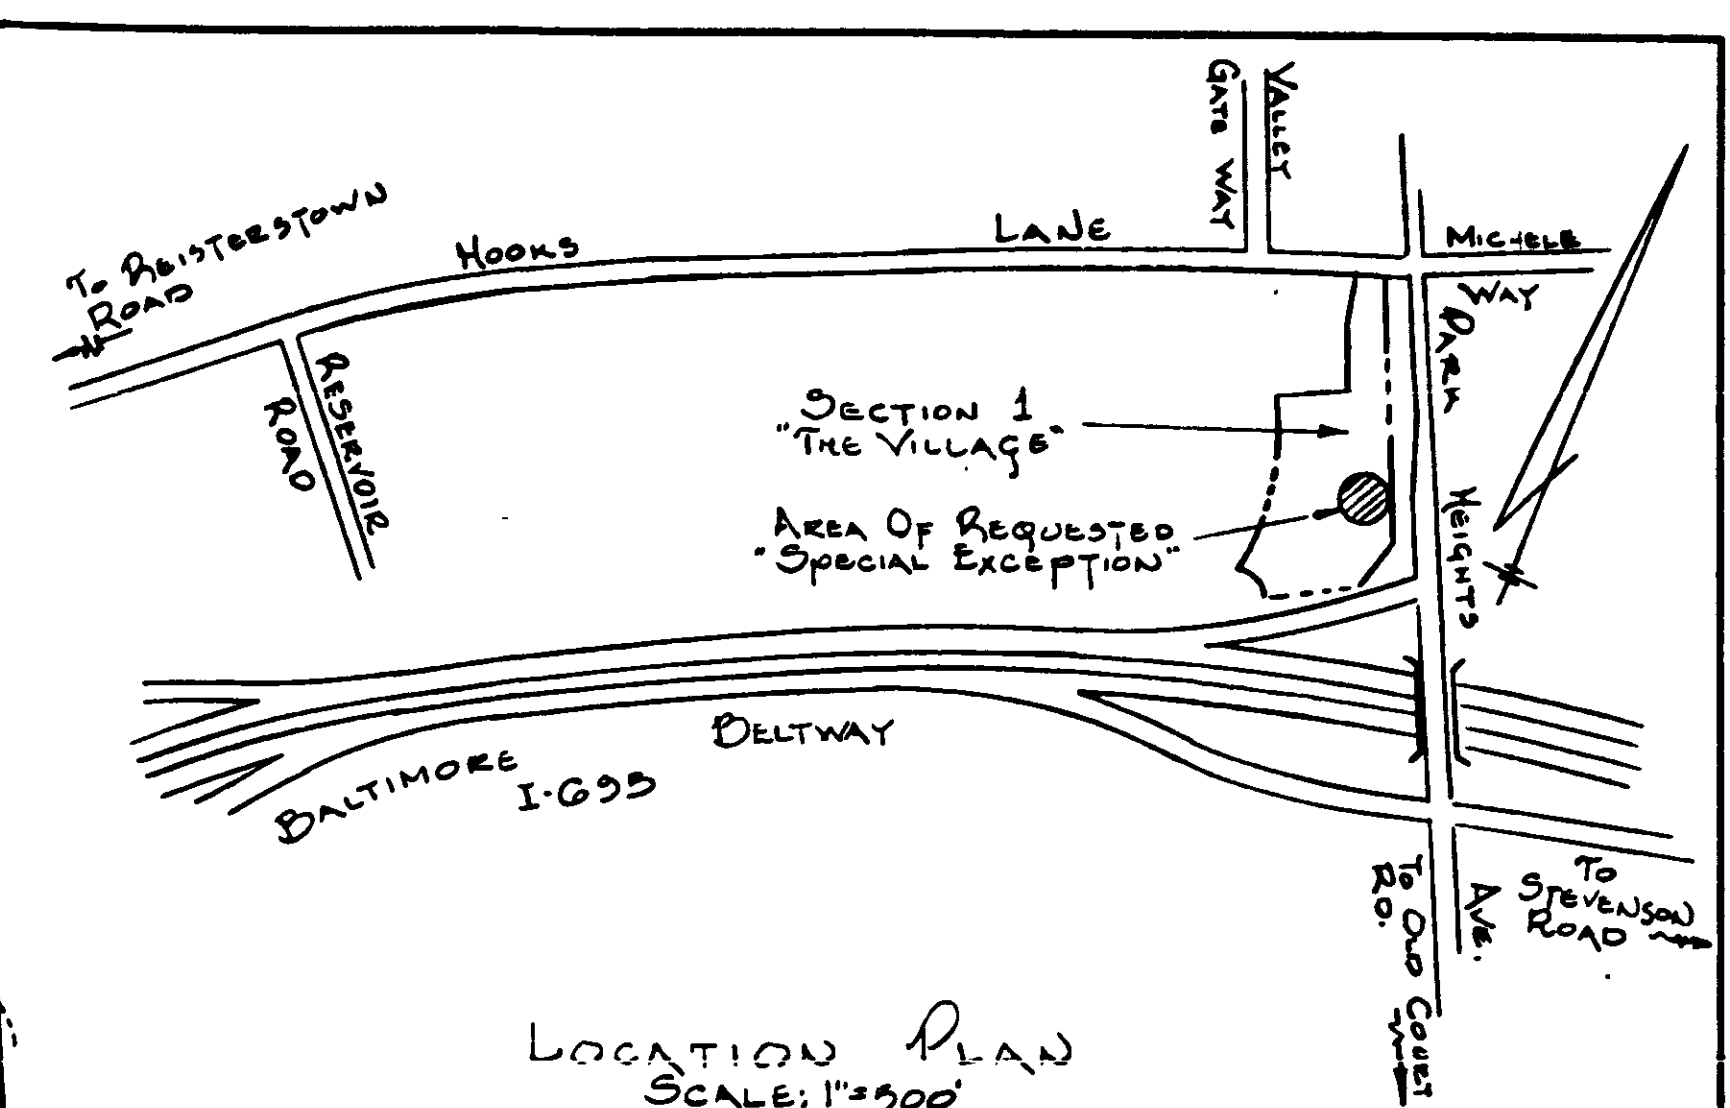 VALLEY
GATE WAY
LANE
HOOKS
MICHELE
WAY
TO REISTERSTOWN
ROAD
RESERVOIR
ROAD
PARK
HEIGHTS
AVE.
SECTION 1
"THE VILLAGE"
AREA OF REQUESTED
"SPECIAL EXCEPTION"
BELTWAY
BALTIMORE
I-695
TO
STEVENSON
ROAD
TO OLD COURT
RD.
LOCATION PLAN
SCALE: 1"=500'